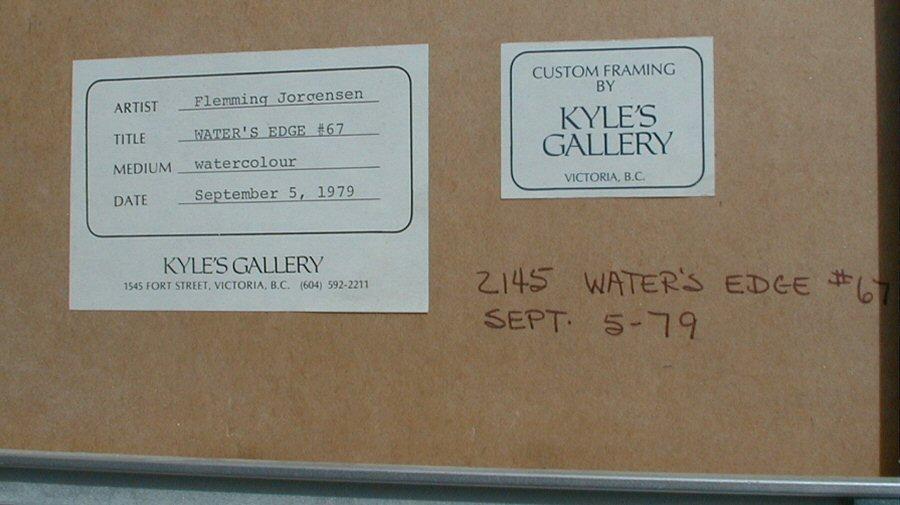 ARTIST Flemming Jorgensen
TITLE WATER'S EDGE #67
MEDIUM watercolour
DATE September 5, 1979
KYLE'S GALLERY
1545 FORT STREET, VICTORIA, B.C. (604) 592-2211
CUSTOM FRAMING
BY
KYLE'S
GALLERY
VICTORIA, B.C.
2145 WATER'S EDGE #67
SEPT. 5-79